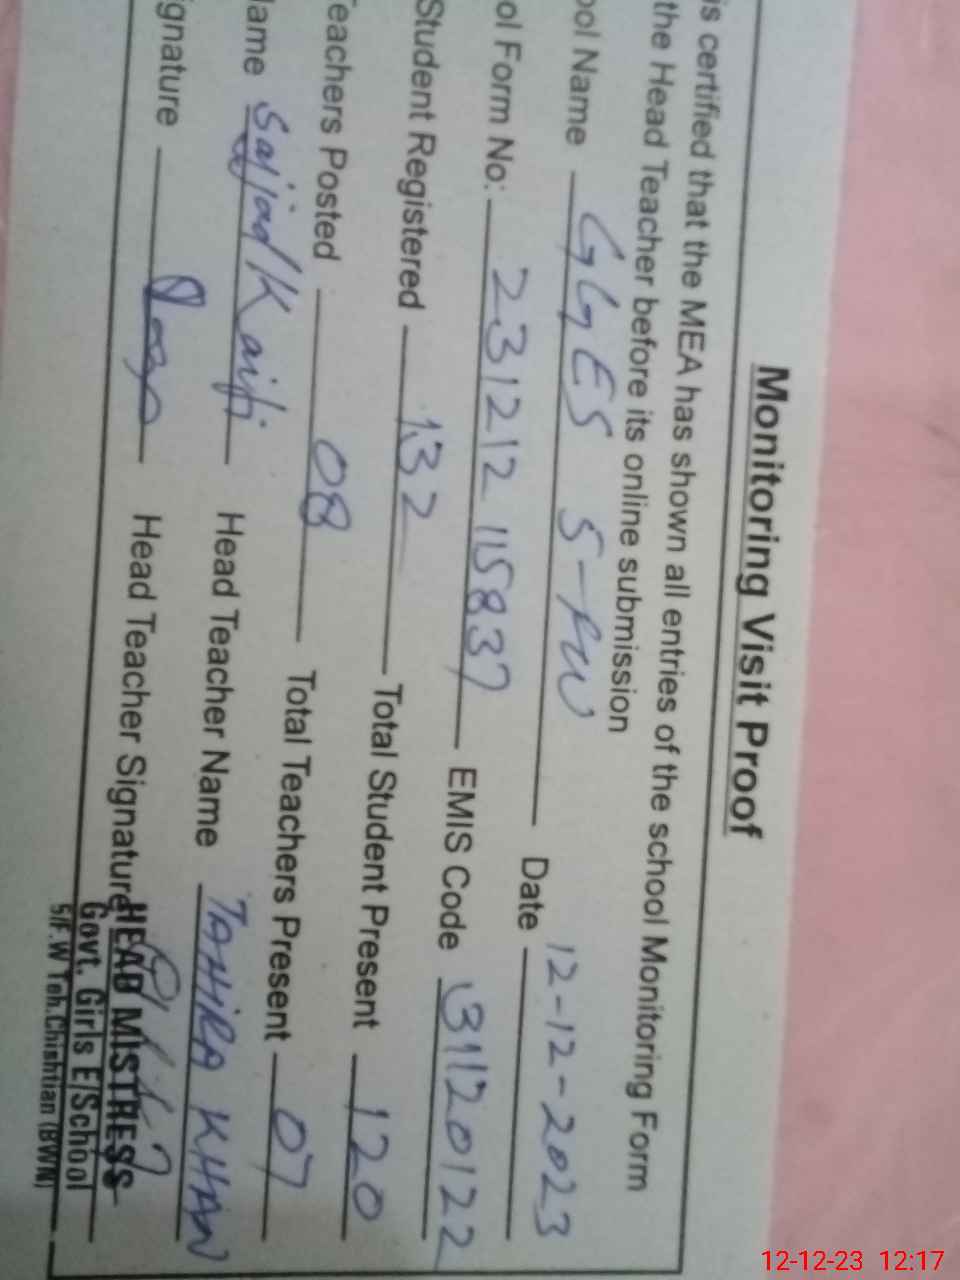 Monitoring Visit Proof
is certified that the MEA has shown all entries of the school Monitoring Form
the Head Teacher before its online submission
ool Name GGES 5-FW Date 12-12-2023
ol Form No: 231212115837 EMIS Code 31120122
Student Registered 132 Total Student Present 120
Teachers Posted 08 Total Teachers Present 07
Name Sajjad Kaifi Head Teacher Name TAHIRA KHAN
ignature Head Teacher Signature
HEAD MISTRESS
Govt. Girls E/School
5/F.W Teh.Chishtian (BWN)
12-12-23 12:17